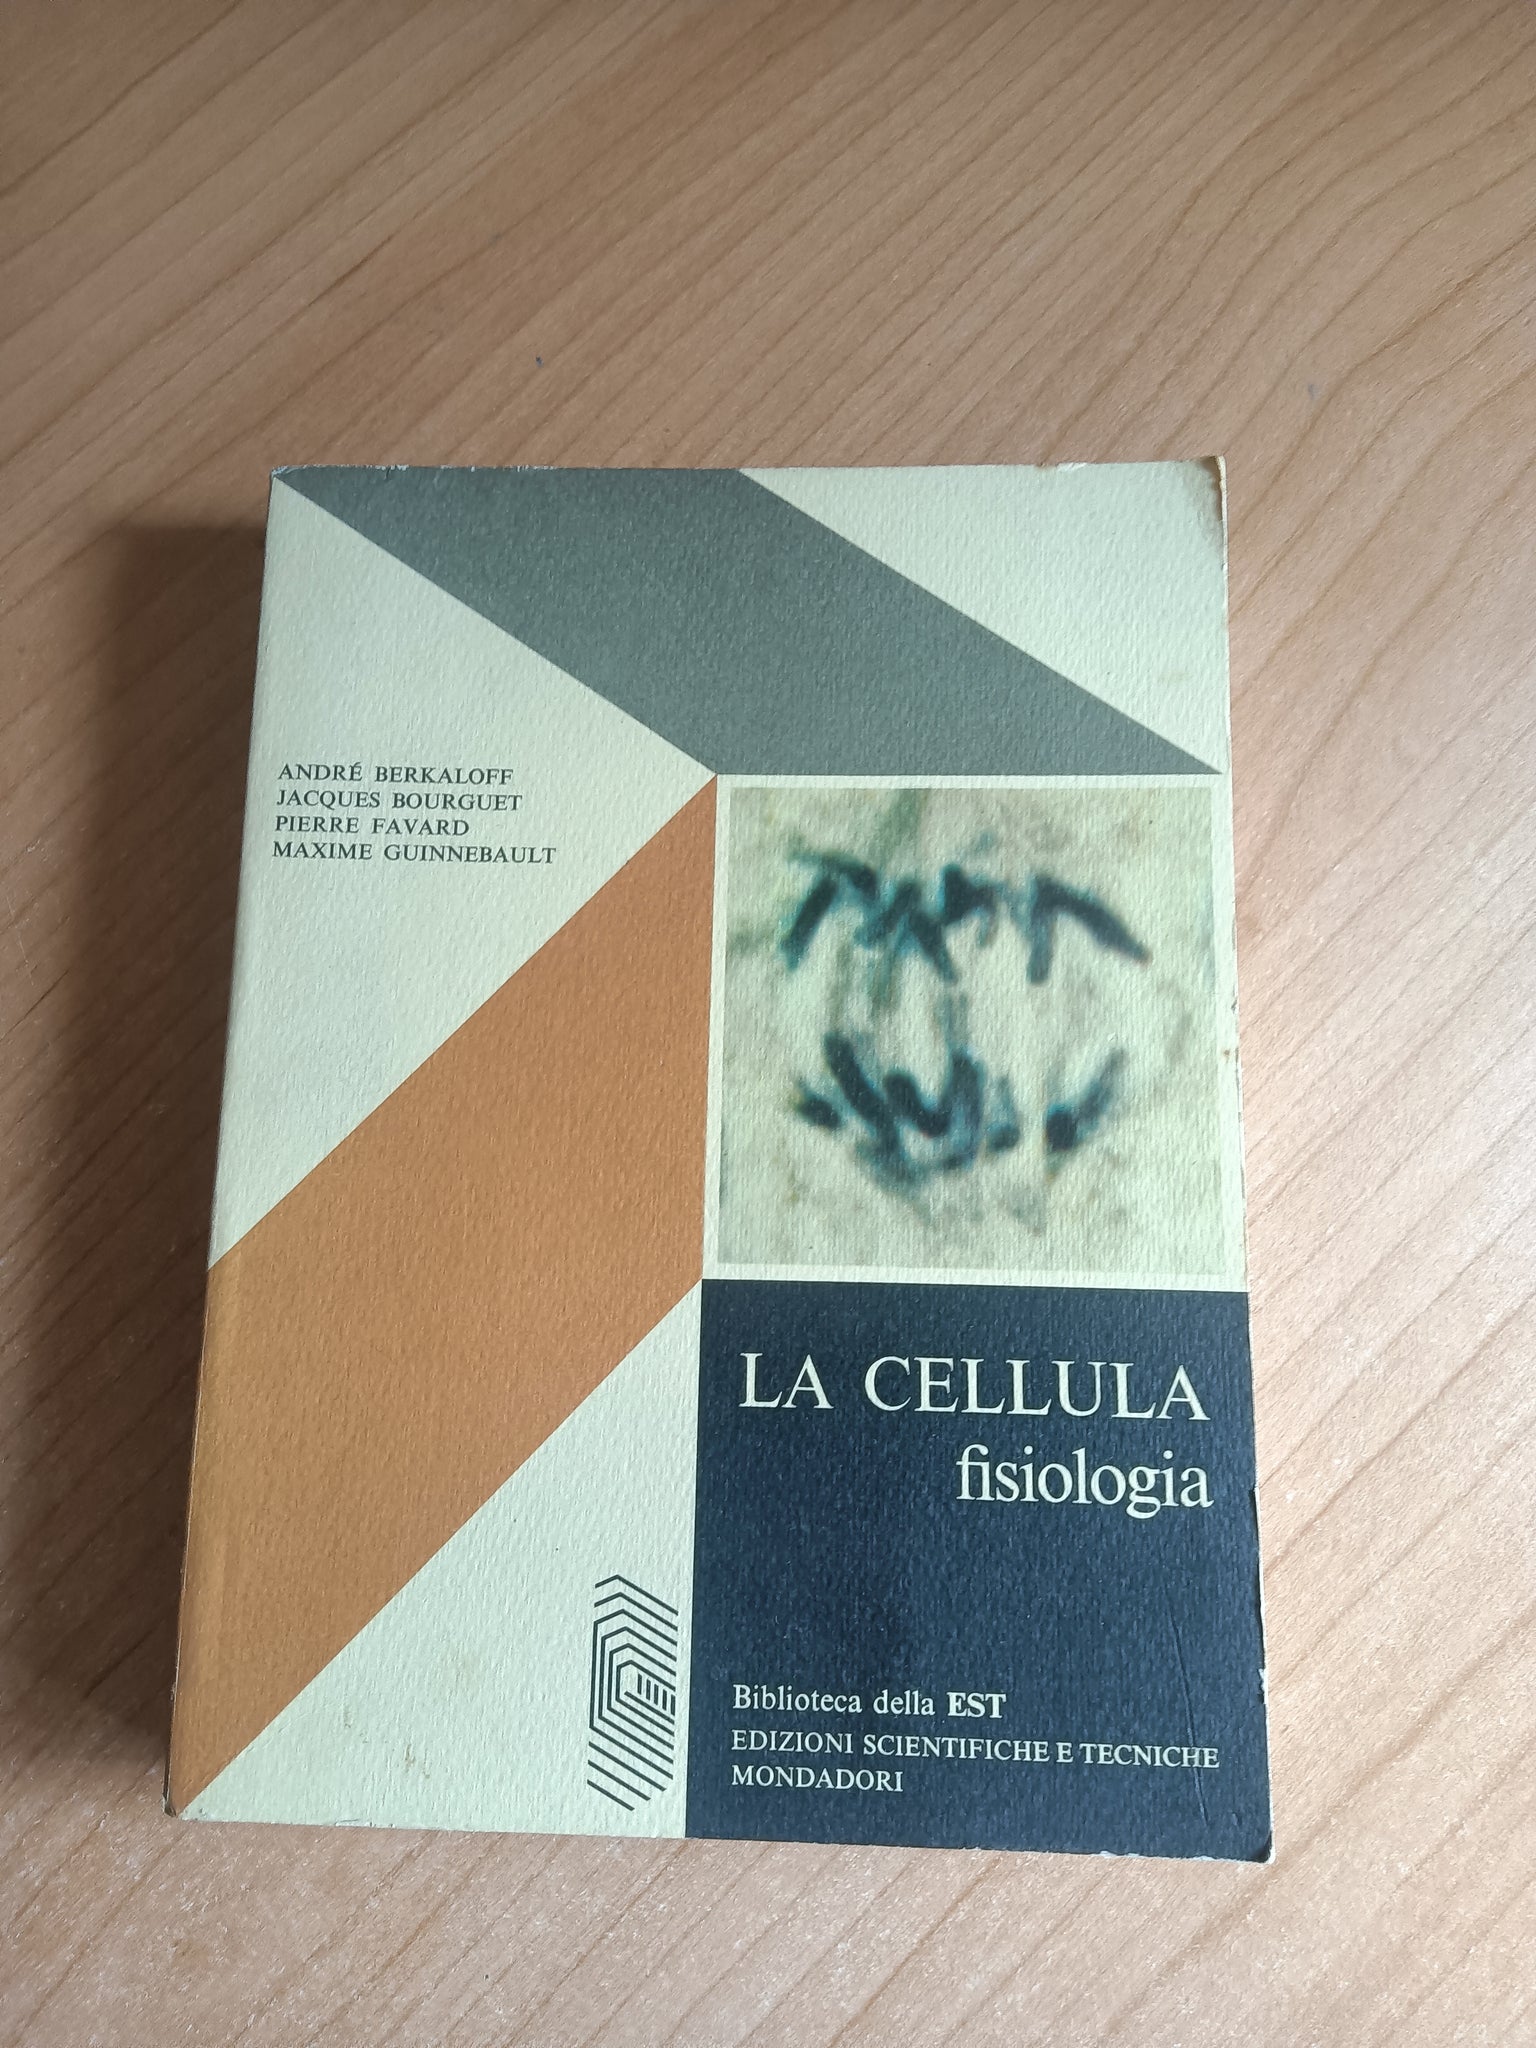 ANDRÉ BERKALOFF
JACQUES BOURGUET
PIERRE FAVARD
MAXIME GUINNEBAULT
LA CELLULA
fisiologia
Biblioteca della EST
EDIZIONI SCIENTIFICHE E TECNICHE
MONDADORI